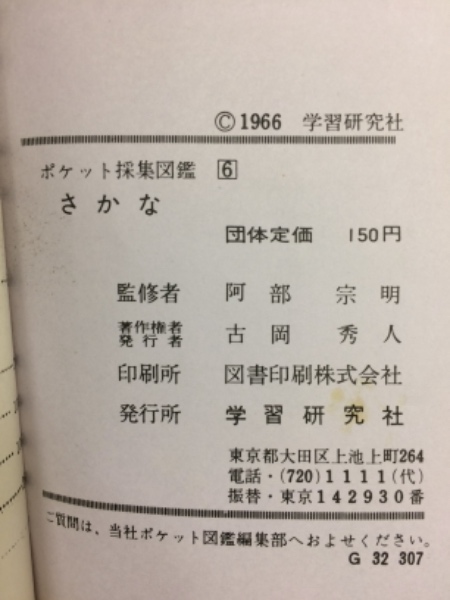 ©1966 学習研究社
ポケット採集図鑑 6
さかな
団体定価 150円
監修者 阿部宗明
著作権者
発行者 古岡秀人
印刷所 図書印刷株式会社
発行所 学習研究社
東京都大田区上池上町264
電話・(720)1111(代)
振替・東京142930番
ご質問は、当社ポケット図鑑編集部へおよせください。
G 32 307